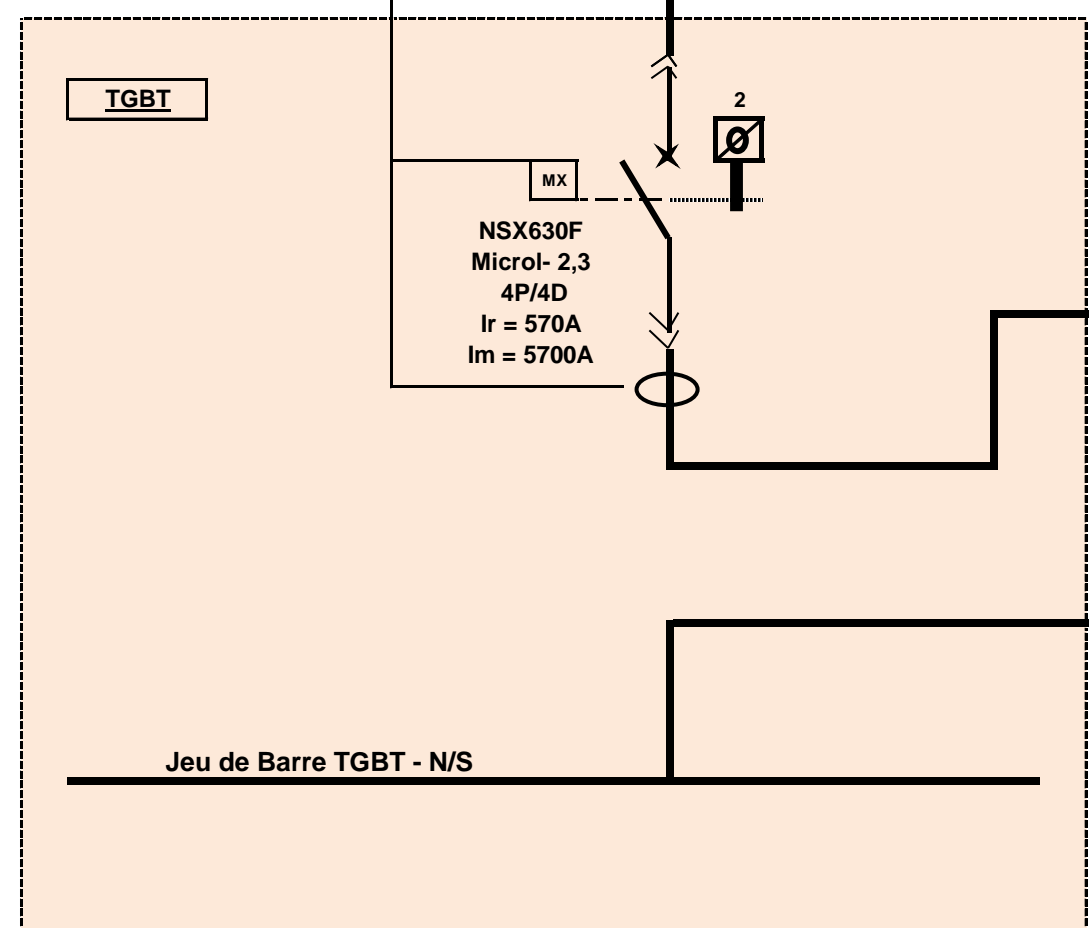 TGBT
2
O
MX
NSX630F
Microl- 2,3
4P/4D
Ir = 570A
Im = 5700A
Jeu de Barre TGBT - N/S